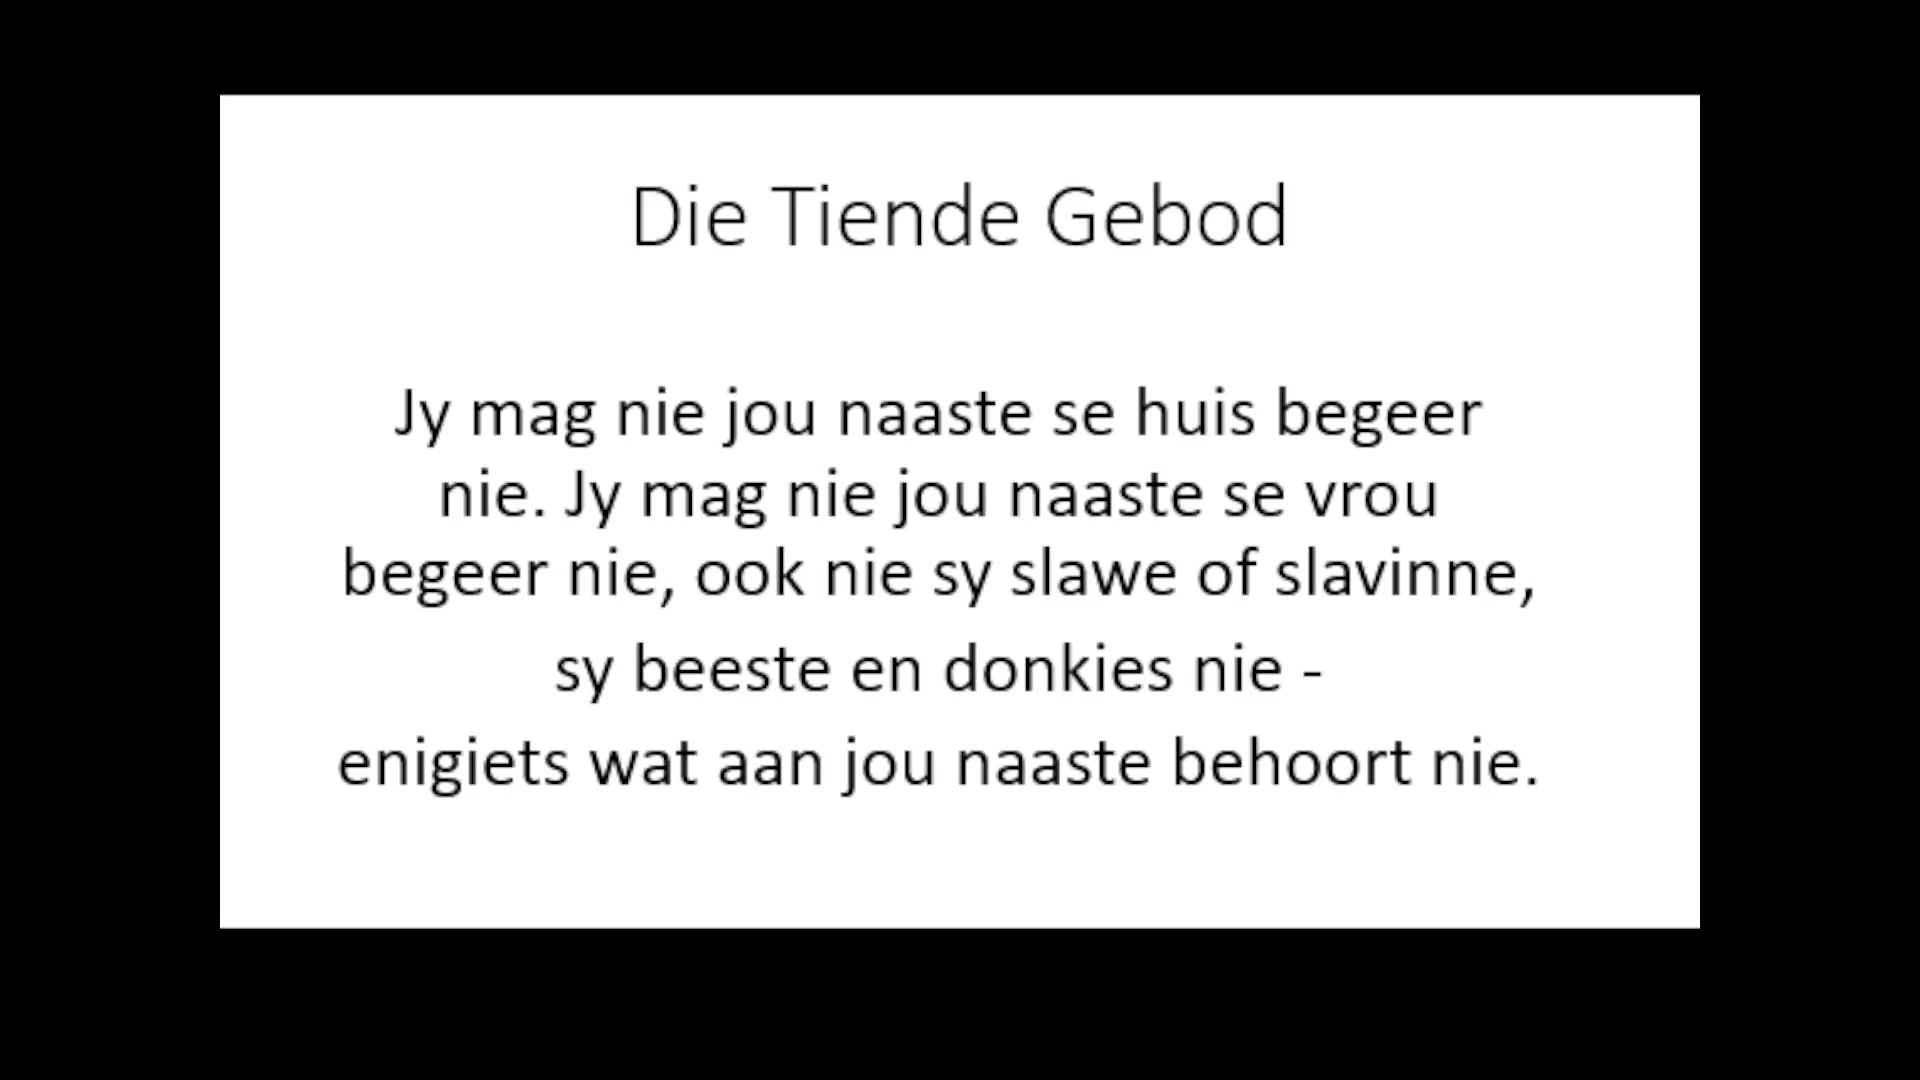 Die Tiende Gebod
Jy mag nie jou naaste se huis begeer
nie. Jy mag nie jou naaste se vrou
begeer nie, ook nie sy slawe of slavinne,
sy beeste en donkies nie -
enigiets wat aan jou naaste behoort nie.